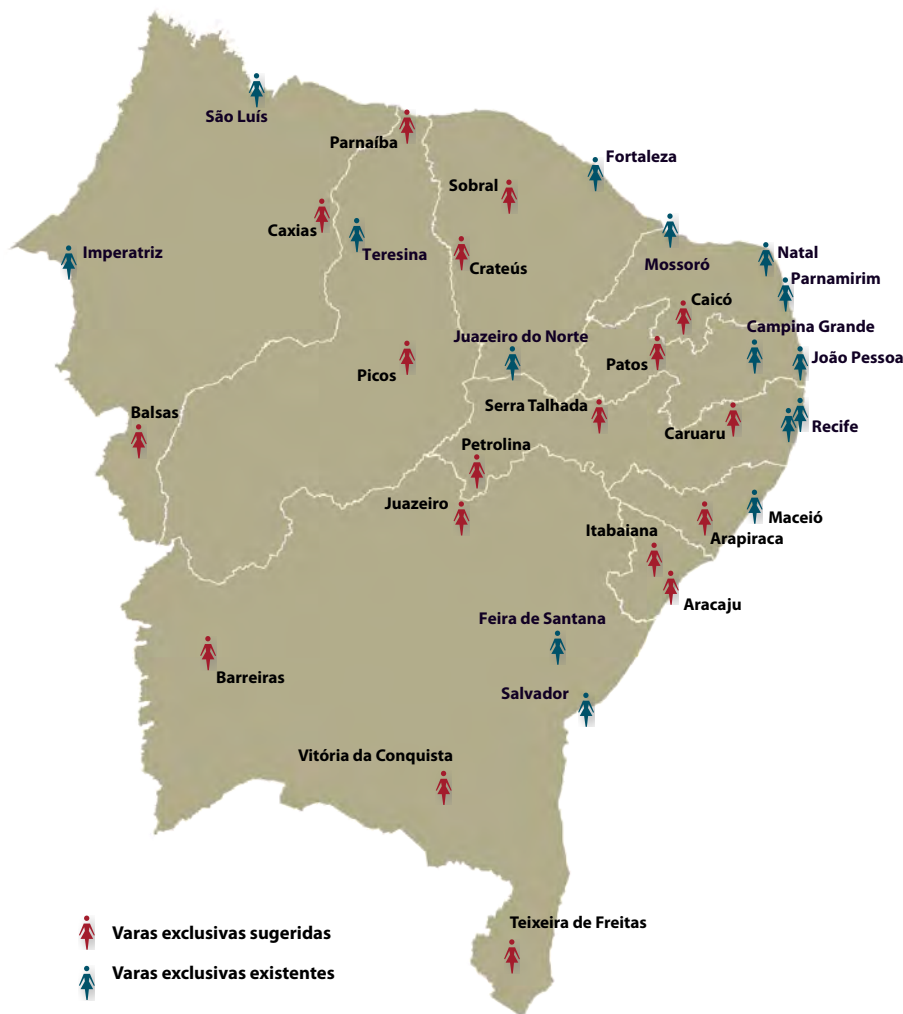 São Luís
Parnaíba
Fortaleza
Sobral
Caxias
Teresina
Imperatriz
Crateús
Mossoró
Natal
Parnamirim
Caicó
Campina Grande
Juazeiro do Norte
João Pessoa
Picos
Patos
Balsas
Serra Talhada
Caruaru
Recife
Petrolina
Juazeiro
Maceió
Itabaiana
Arapiraca
Aracaju
Feira de Santana
Barreiras
Salvador
Vitória da Conquista
Teixeira de Freitas
Varas exclusivas sugeridas
Varas exclusivas existentes